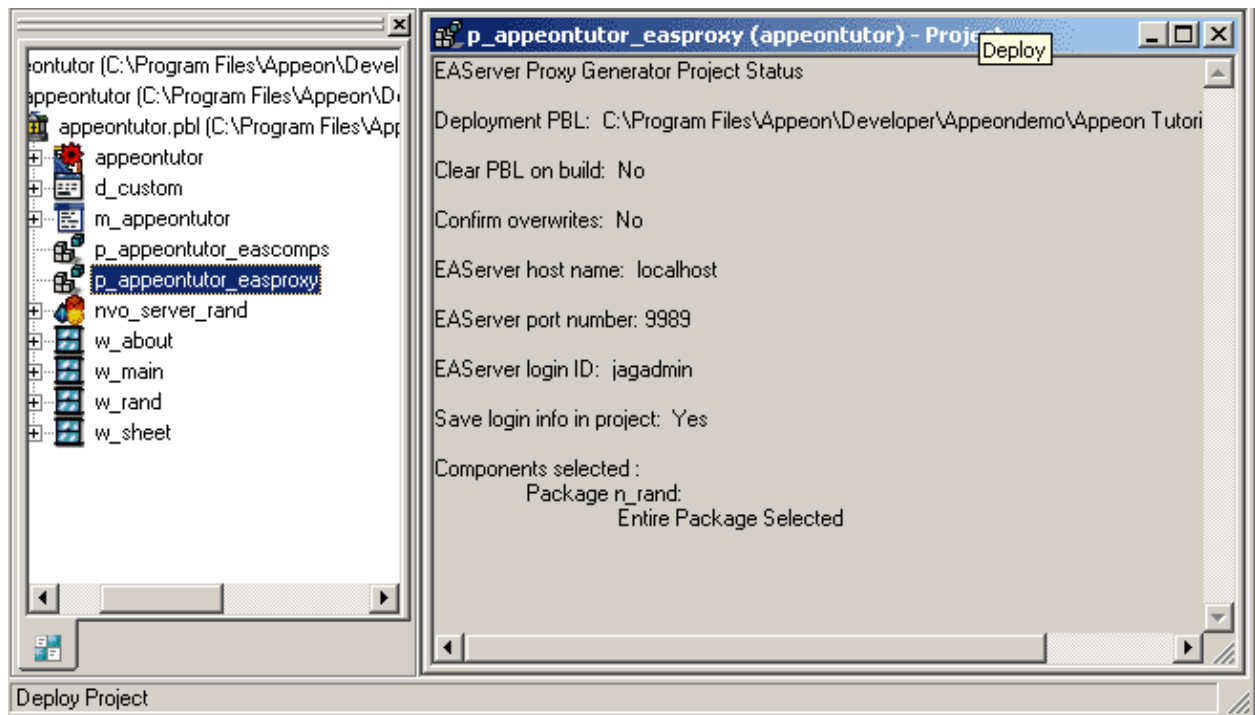 eontutor (C:\Program Files\Appeon\Devel
appeontutor (C:\Program Files\Appeon\D
appeontutor.pbl (C:\Program Files\App
appeontutor
d_custom
m_appeontutor
p_appeontutor_eascomps
p_appeontutor_easproxy
nvo_server_rand
w_about
w_main
w_rand
w_sheet
p_appeontutor_easproxy (appeontutor) - Proje
Deploy
EAServer Proxy Generator Project Status
Deployment PBL: C:\Program Files\Appeon\Developer\Appeondemo\Appeon Tutori
Clear PBL on build: No
Confirm overwrites: No
EAServer host name: localhost
EAServer port number: 9989
EAServer login ID: jagadmin
Save login info in project: Yes
Components selected :
Package n_rand:
Entire Package Selected
Deploy Project